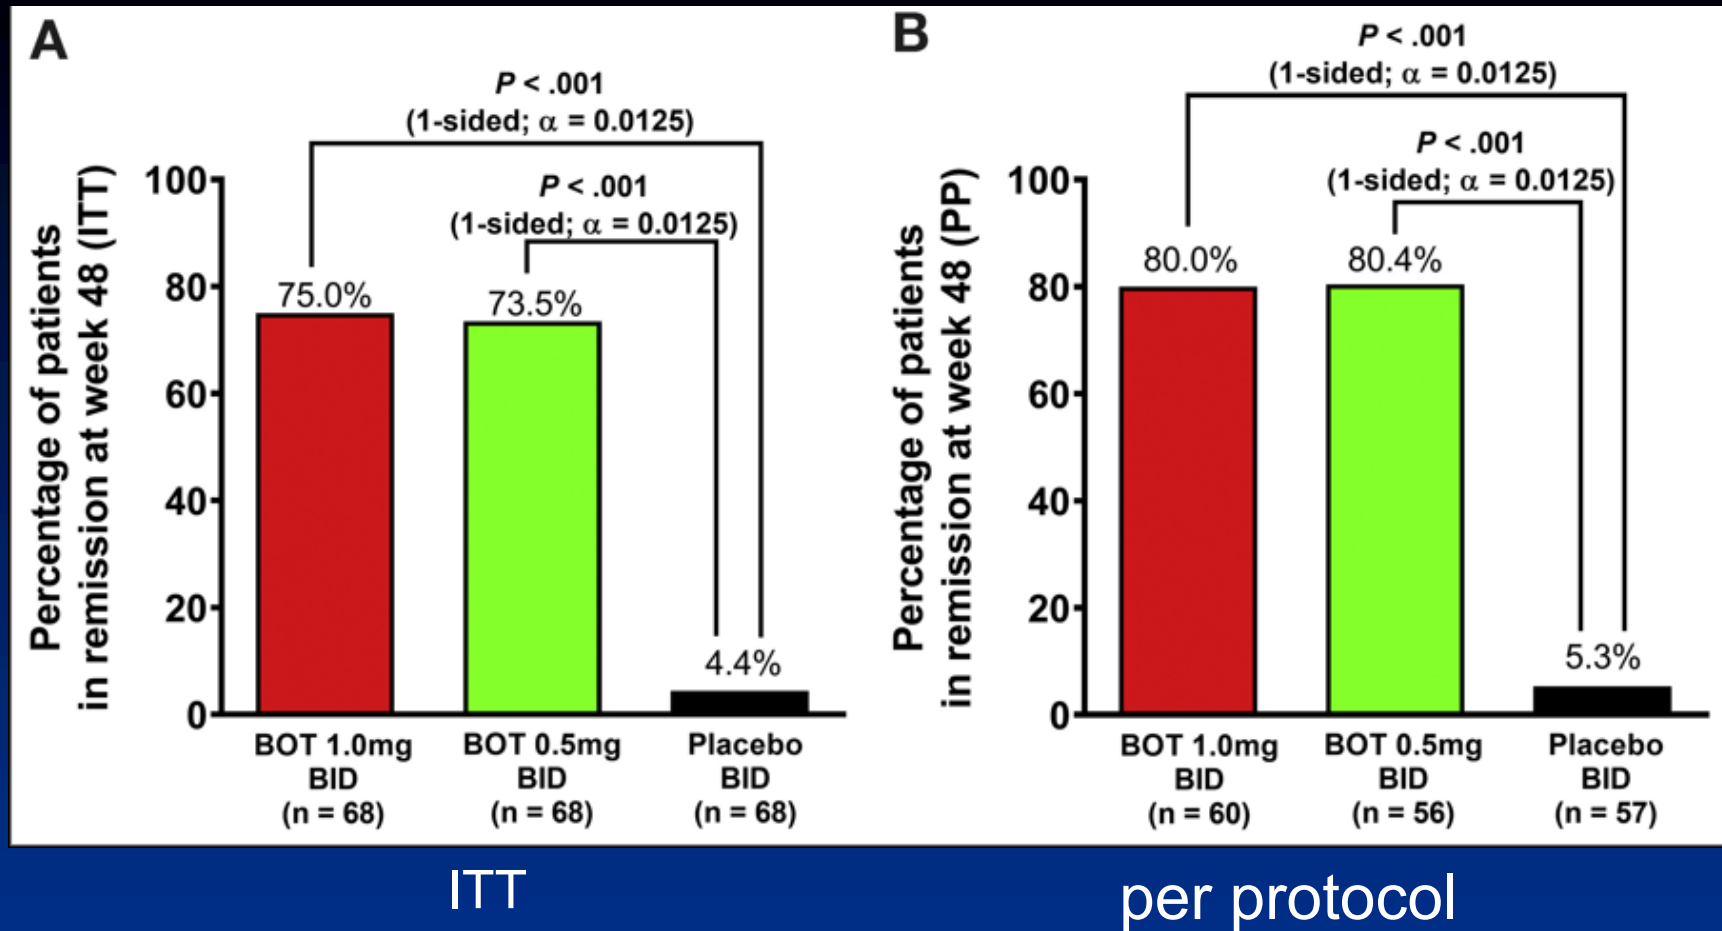 A
P < .001
(1-sided; α = 0.0125)
P < .001
(1-sided; α = 0.0125)
Percentage of patients
in remission at week 48 (ITT)
100
80
60
40
20
0
75.0%
73.5%
4.4%
BOT 1.0mg
BID
(n = 68)
BOT 0.5mg
BID
(n = 68)
Placebo
BID
(n = 68)
ITT
B
P < .001
(1-sided; α = 0.0125)
P < .001
(1-sided; α = 0.0125)
Percentage of patients
in remission at week 48 (PP)
100
80
60
40
20
0
80.0%
80.4%
5.3%
BOT 1.0mg
BID
(n = 60)
BOT 0.5mg
BID
(n = 56)
Placebo
BID
(n = 57)
per protocol